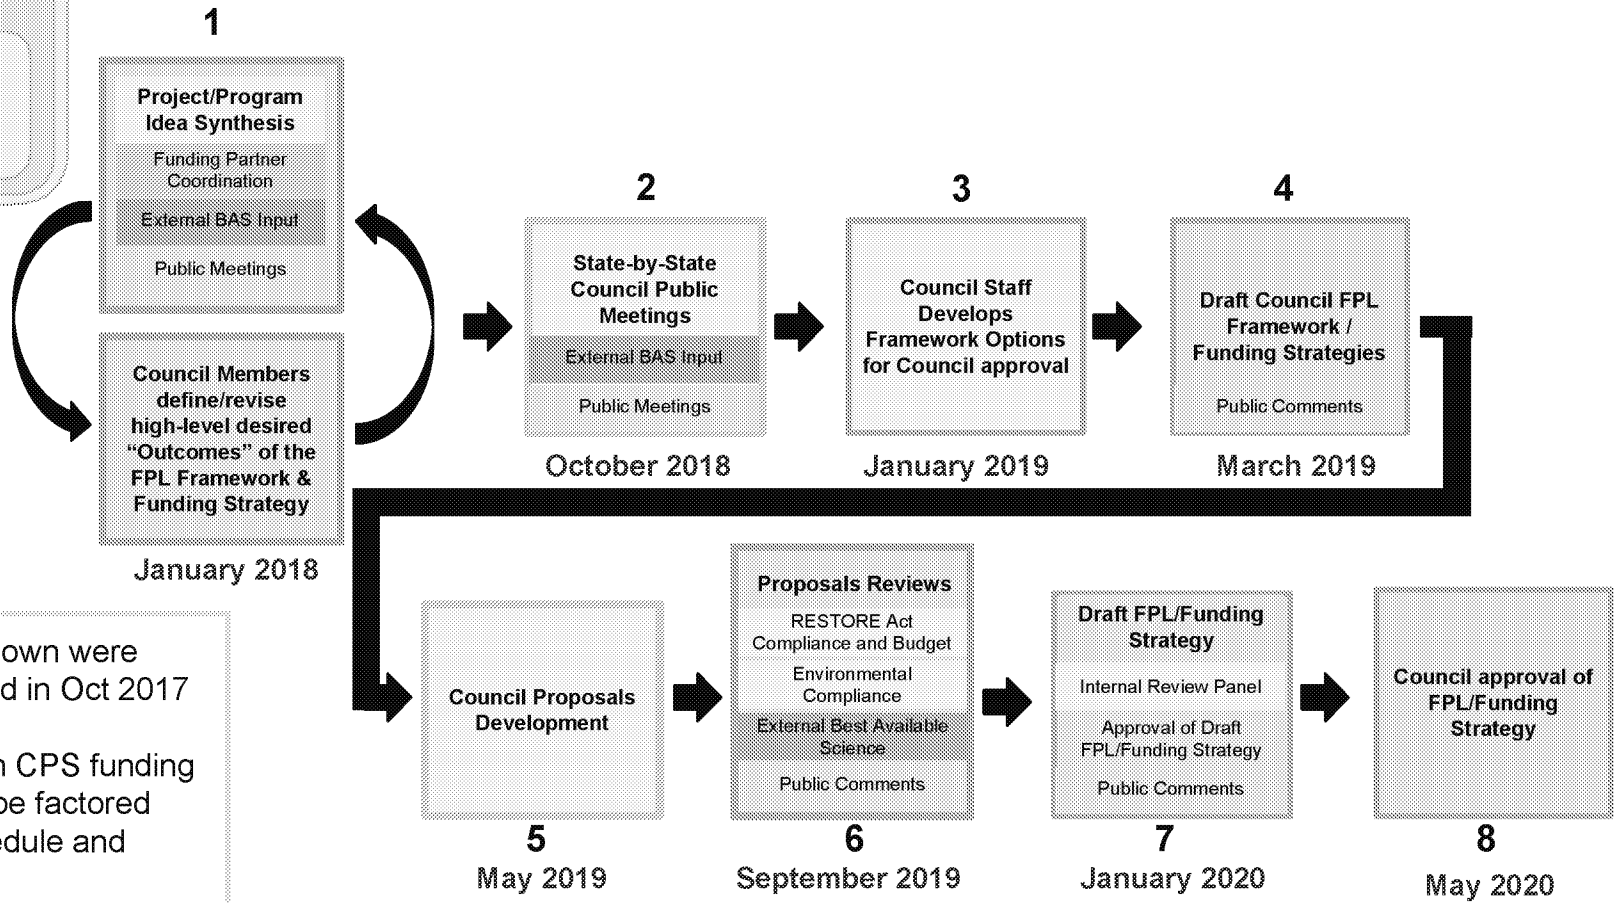 1
Project/Program
Idea Synthesis
Funding Partner
Coordination
External BAS Input
Public Meetings
Council Members
define/revise
high-level desired
“Outcomes” of the
FPL Framework &
Funding Strategy
January 2018
2
State-by-State
Council Public
Meetings
External BAS Input
Public Meetings
October 2018
3
Council Staff
Develops
Framework Options
for Council approval
January 2019
4
Draft Council FPL
Framework /
Funding Strategies
Public Comments
March 2019
own were
d in Oct 2017
CPS funding
be factored
edule and
Council Proposals
Development
5
May 2019
Proposals Reviews
RESTORE Act
Compliance and Budget
Environmental
Compliance
External Best Available
Science
Public Comments
6
September 2019
Draft FPL/Funding
Strategy
Internal Review Panel
Approval of Draft
FPL/Funding Strategy
Public Comments
7
January 2020
Council approval of
FPL/Funding
Strategy
8
May 2020